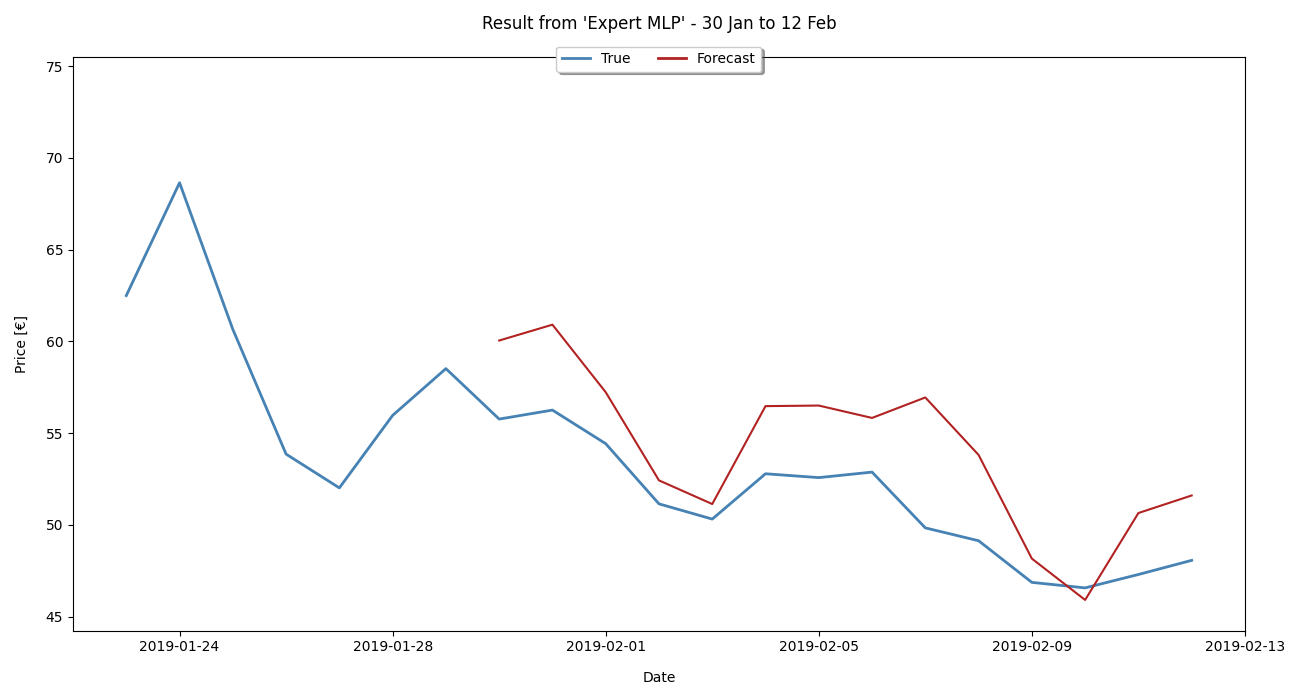 Result from 'Expert MLP' - 30 Jan to 12 Feb
True Forecast
75
70
65
60
55
50
45
Price [€]
2019-01-24 2019-01-28 2019-02-01 2019-02-05 2019-02-09 2019-02-13
Date